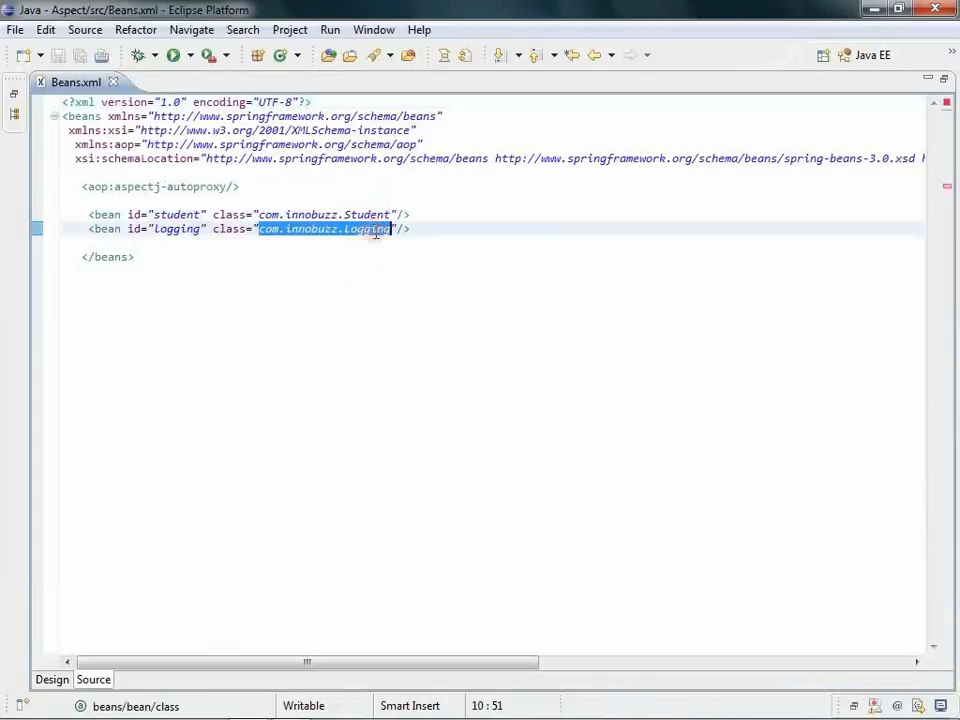 Java - Aspect/src/Beans.xml - Eclipse Platform
File Edit Source Refactor Navigate Search Project Run Window Help
Java EE
Beans.xml
<?xml version="1.0" encoding="UTF-8"?>
<beans xmlns="http://www.springframework.org/schema/beans"
xmlns:xsi="http://www.w3.org/2001/XMLSchema-instance"
xmlns:aop="http://www.springframework.org/schema/aop"
xsi:schemaLocation="http://www.springframework.org/schema/beans http://www.springframework.org/schema/beans/spring-beans-3.0.xsd h
<aop:aspectj-autoproxy/>
<bean id="student" class="com.innobuzz.Student"/>
<bean id="logging" class="com.innobuzz.Logging"/>
</beans>
Design Source
beans/bean/class Writable Smart Insert 10:51